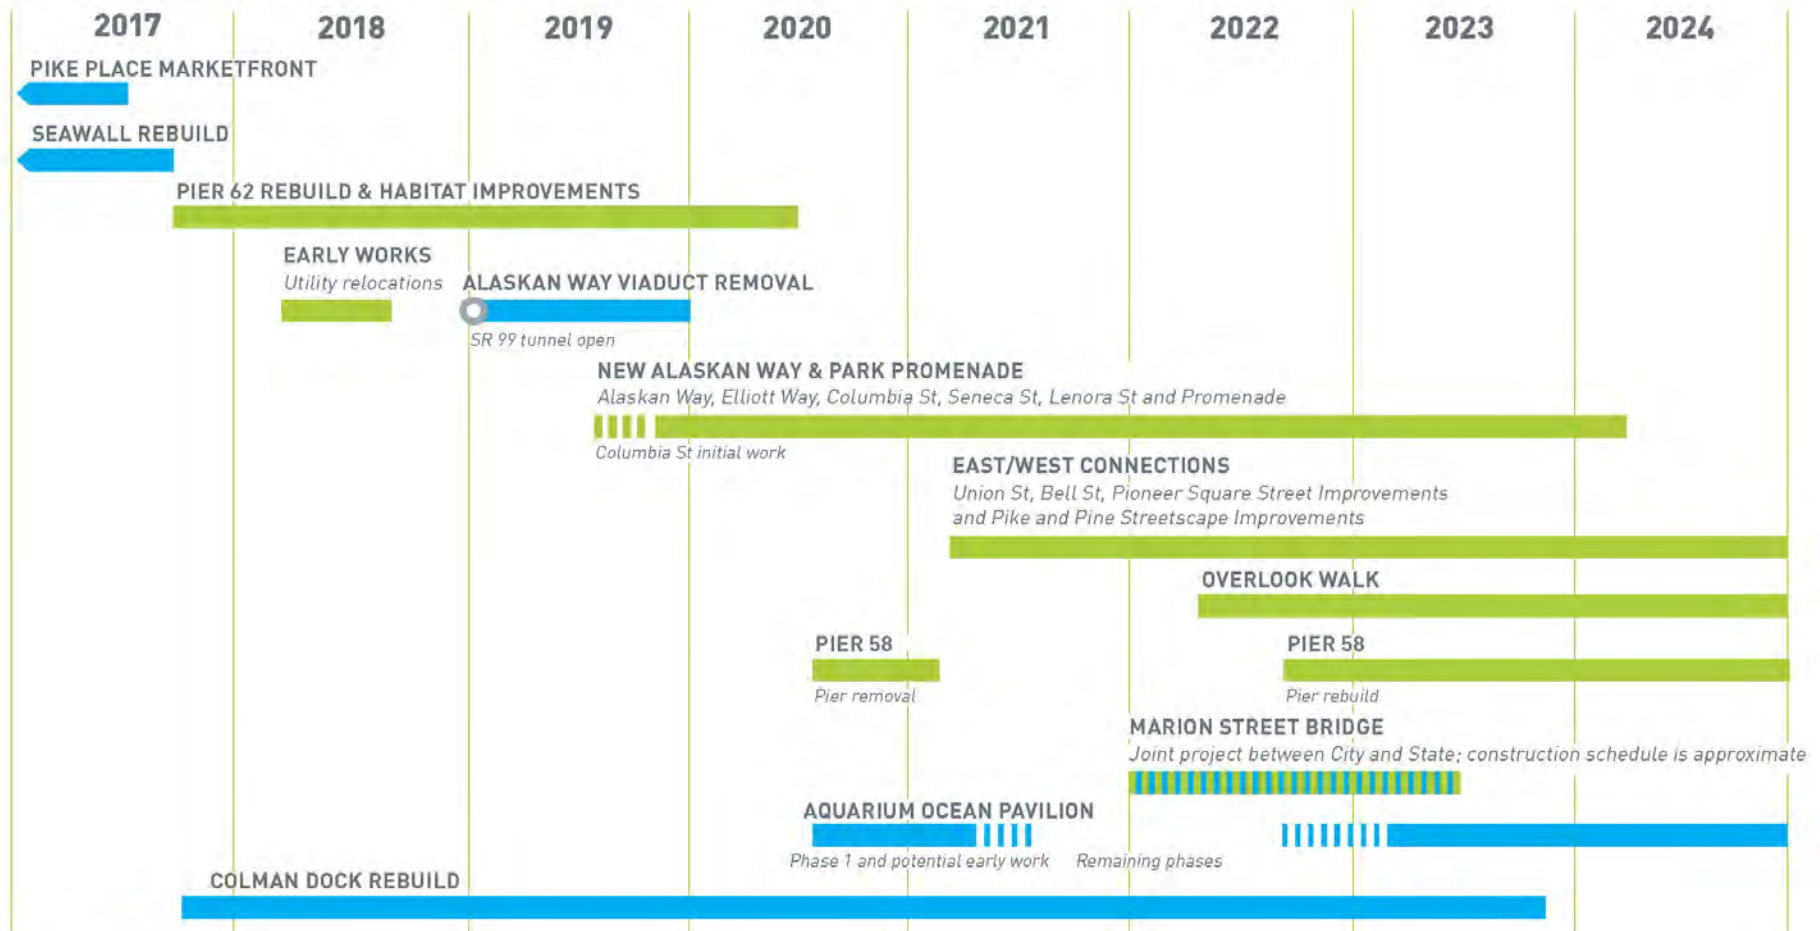 2017 2018 2019 2020 2021 2022 2023 2024
PIKE PLACE MARKETFRONT
SEAWALL REBUILD
PIER 62 REBUILD & HABITAT IMPROVEMENTS
EARLY WORKS
Utility relocations
ALASKAN WAY VIADUCT REMOVAL
SR 99 tunnel open
NEW ALASKAN WAY & PARK PROMENADE
Alaskan Way, Elliott Way, Columbia St, Seneca St, Lenora St and Promenade
Columbia St initial work
EAST/WEST CONNECTIONS
Union St, Bell St, Pioneer Square Street Improvements
and Pike and Pine Streetscape Improvements
OVERLOOK WALK
PIER 58
Pier removal
PIER 58
Pier rebuild
MARION STREET BRIDGE
Joint project between City and State; construction schedule is approximate
AQUARIUM OCEAN PAVILION
Phase 1 and potential early work
Remaining phases
COLMAN DOCK REBUILD